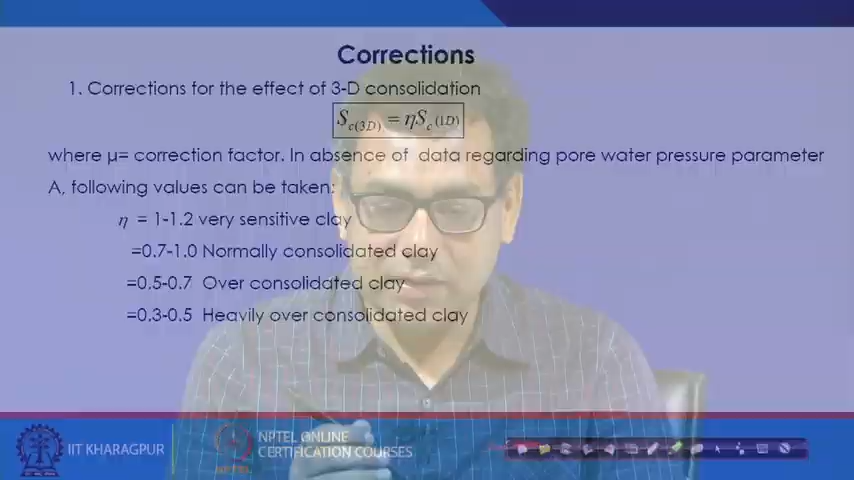 Corrections
1. Corrections for the effect of 3-D consolidation
S_c(3D) = ηS_c(1D)
where μ= correction factor. In absence of data regarding pore water pressure parameter
A, following values can be taken:
η = 1-1.2 very sensitive clay
=0.7-1.0 Normally consolidated clay
=0.5-0.7 Over consolidated clay
=0.3-0.5 Heavily over consolidated clay
IIT KHARAGPUR
NPTEL ONLINE
CERTIFICATION COURSES